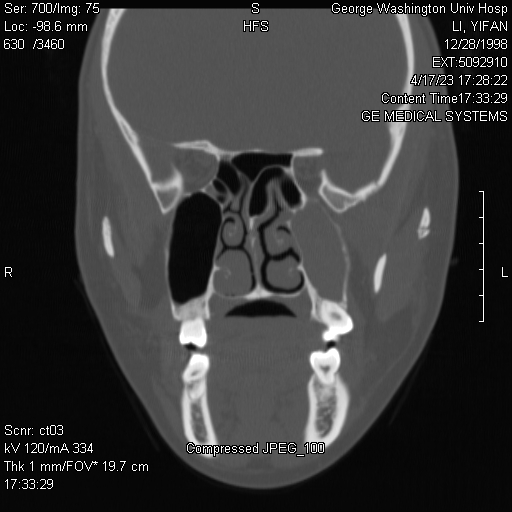 Ser: 700/Img: 75
Loc: -98.6 mm
630 /3460
S
HFS
George Washington Univ Hosp
LI, YIFAN
12/28/1998
EXT:5092910
4/17/23 17:28:22
Content Time17:33:29
GE MEDICAL SYSTEMS
R
L
Scnr: ct03
kV 120/mA 334
Thk 1 mm/FOV* 19.7 cm
17:33:29
Compressed JPEG_100